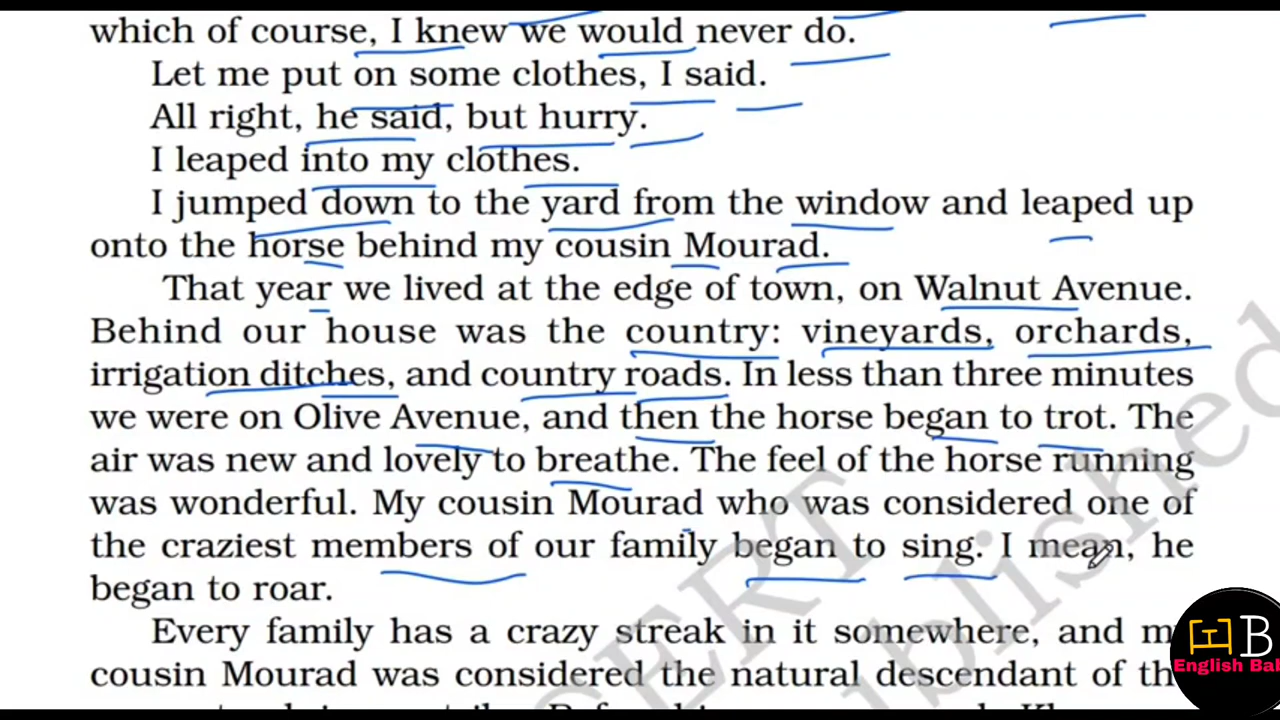 which of course, I knew we would never do.
Let me put on some clothes, I said.
All right, he said, but hurry.
I leaped into my clothes.
I jumped down to the yard from the window and leaped up
onto the horse behind my cousin Mourad.
That year we lived at the edge of town, on Walnut Avenue.
Behind our house was the country: vineyards, orchards,
irrigation ditches, and country roads. In less than three minutes
we were on Olive Avenue, and then the horse began to trot. The
air was new and lovely to breathe. The feel of the horse running
was wonderful. My cousin Mourad who was considered one of
the craziest members of our family began to sing. I mean, he
began to roar.
Every family has a crazy streak in it somewhere, and
cousin Mourad was considered the natural descendant of
B
English